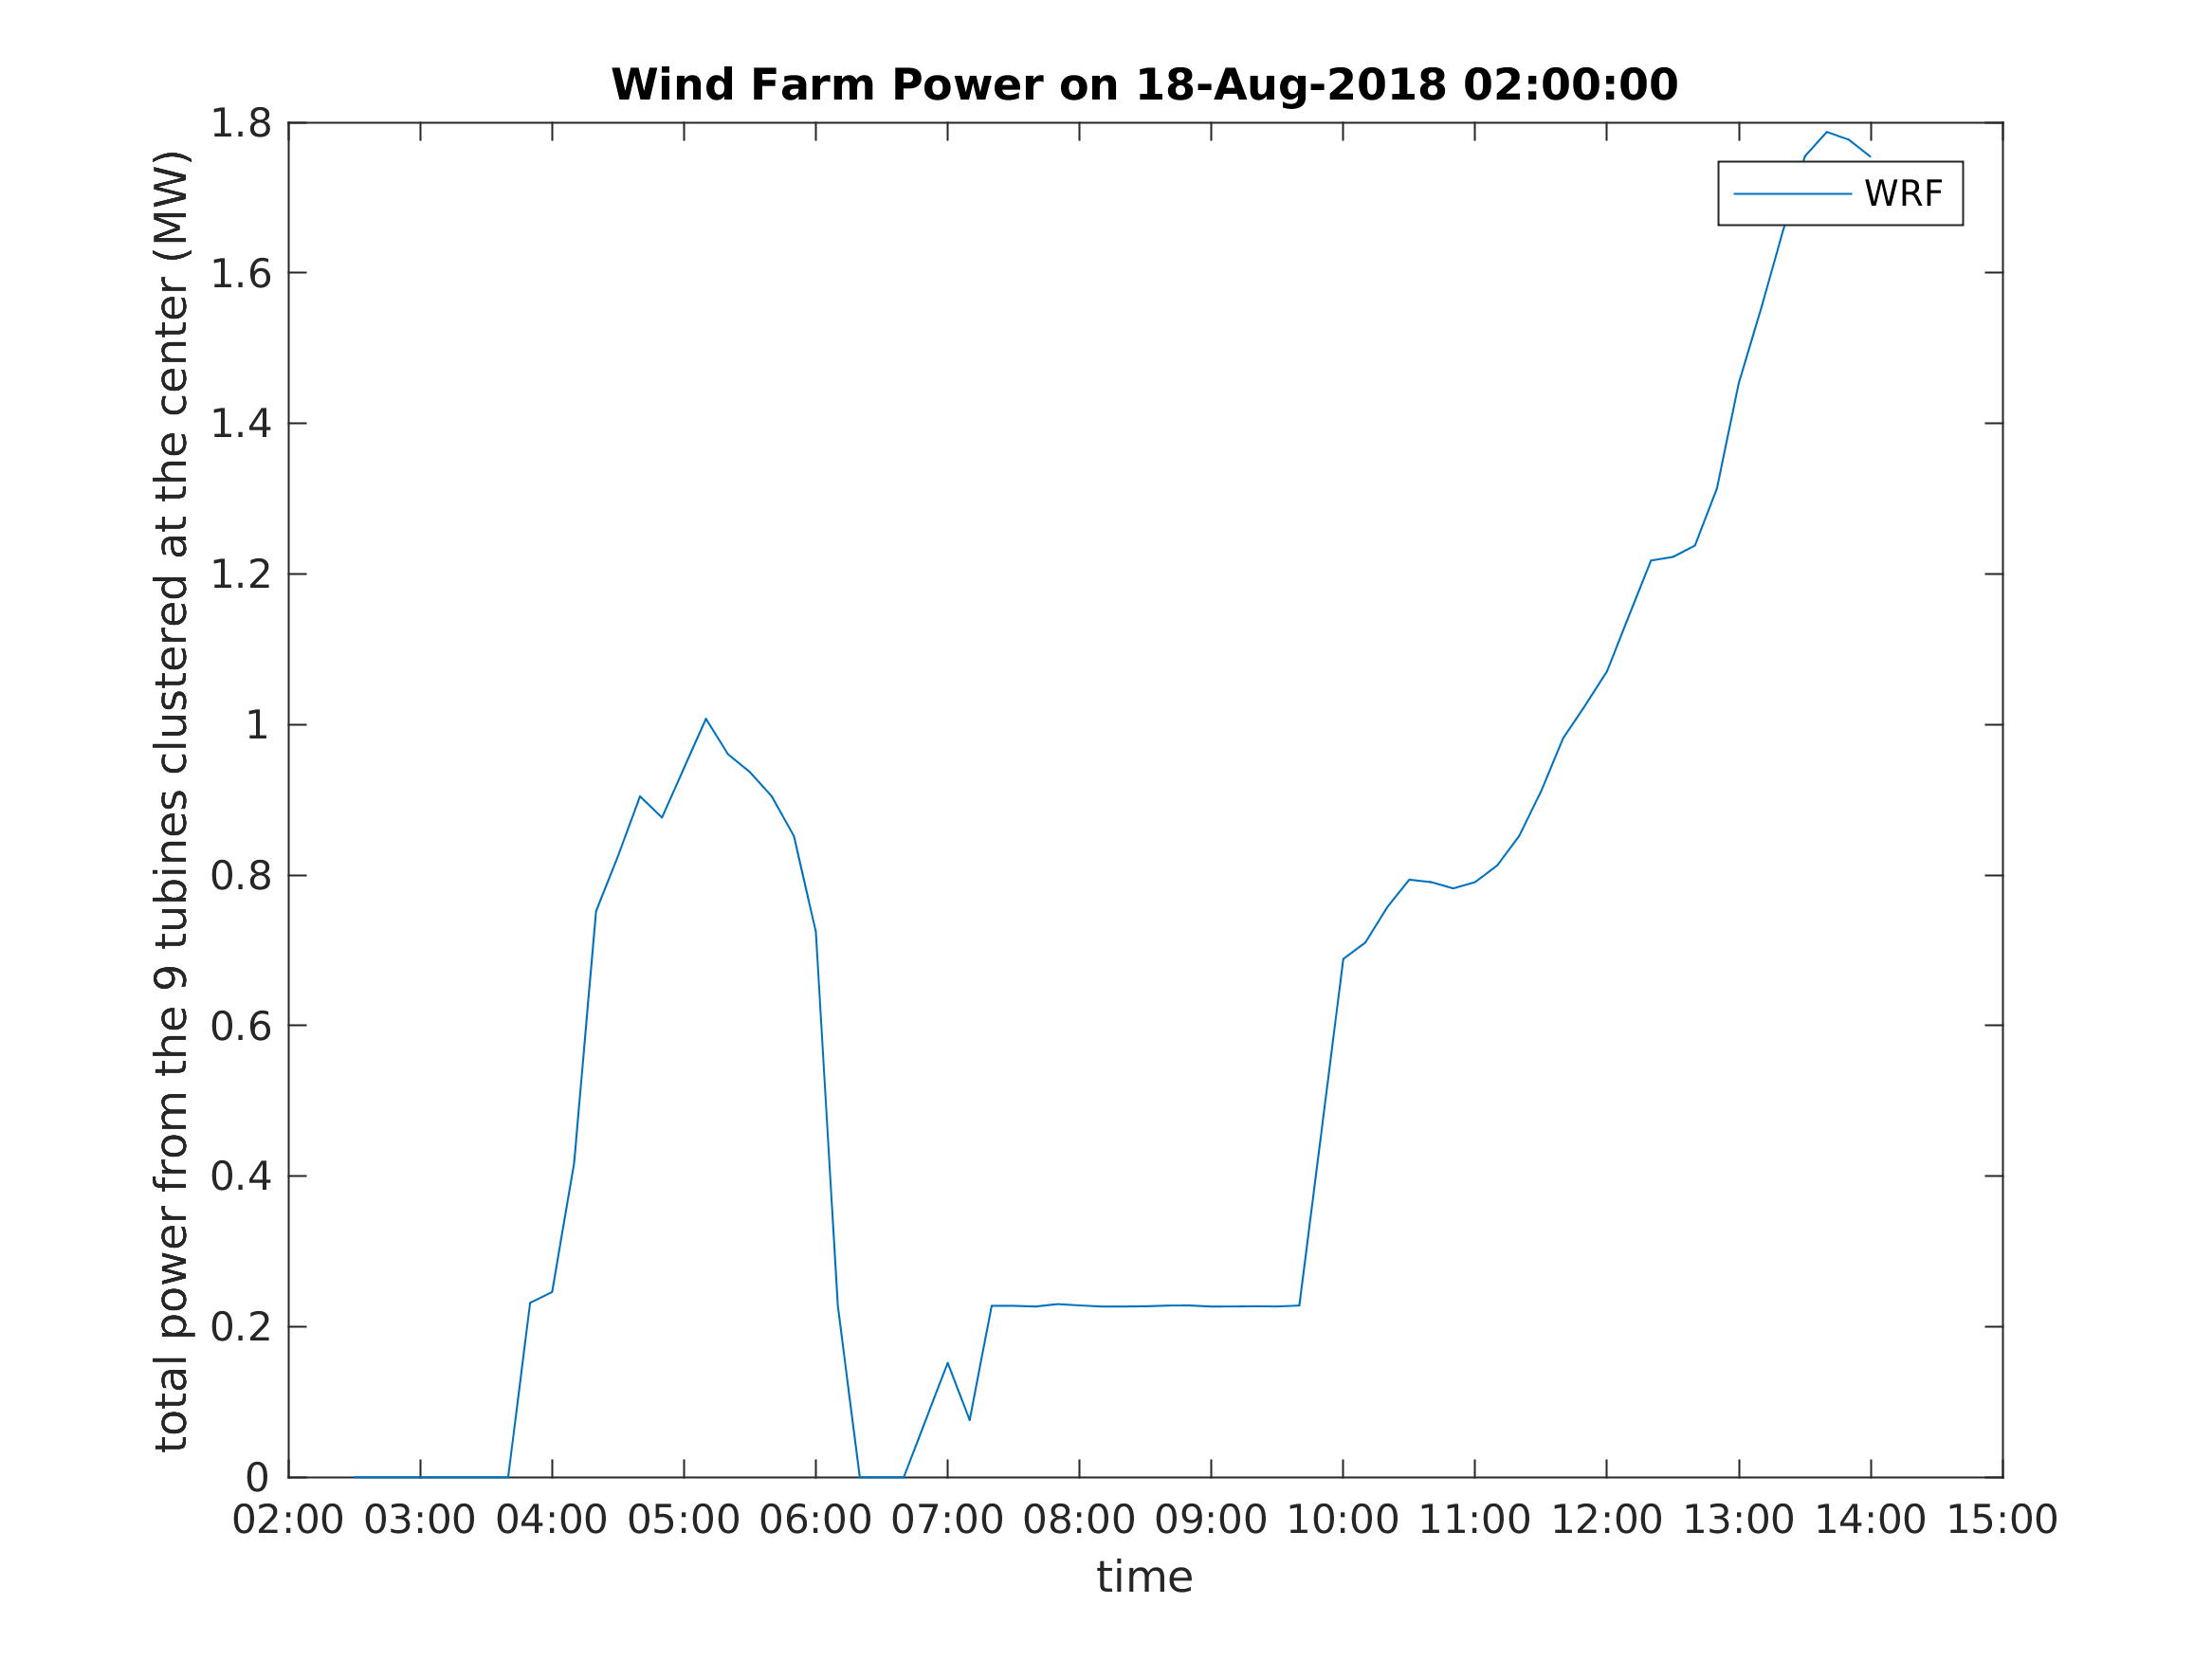 Wind Farm Power on 18-Aug-2018 02:00:00
total power from the 9 tubines clustered at the center (MW)
1.8
1.6
1.4
1.2
1
0.8
0.6
0.4
0.2
0
WRF
02:00 03:00 04:00 05:00 06:00 07:00 08:00 09:00 10:00 11:00 12:00 13:00 14:00 15:00
time